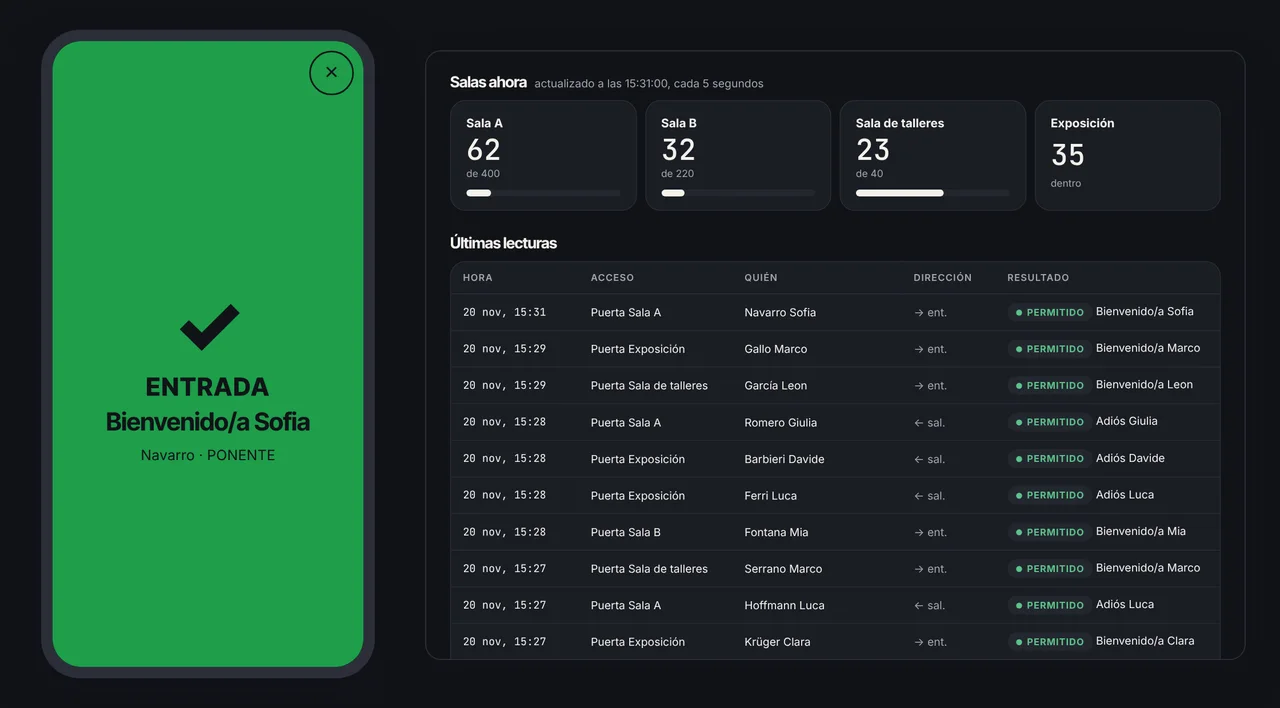 ×
ENTRADA
Bienvenido/a Sofia
Navarro · PONENTE
Salas ahora actualizado a las 15:31:00, cada 5 segundos
Sala A
62
de 400
Sala B
32
de 220
Sala de talleres
23
de 40
Exposición
35
dentro
Últimas lecturas
HORA ACCESO QUIÉN DIRECCIÓN RESULTADO
20 nov, 15:31 Puerta Sala A Navarro Sofia → ent. PERMITIDO Bienvenido/a Sofia
20 nov, 15:29 Puerta Exposición Gallo Marco → ent. PERMITIDO Bienvenido/a Marco
20 nov, 15:29 Puerta Sala de talleres García Leon → ent. PERMITIDO Bienvenido/a Leon
20 nov, 15:28 Puerta Sala A Romero Giulia ← sal. PERMITIDO Adiós Giulia
20 nov, 15:28 Puerta Exposición Barbieri Davide ← sal. PERMITIDO Adiós Davide
20 nov, 15:28 Puerta Exposición Ferri Luca ← sal. PERMITIDO Adiós Luca
20 nov, 15:28 Puerta Sala B Fontana Mia → ent. PERMITIDO Bienvenido/a Mia
20 nov, 15:27 Puerta Sala de talleres Serrano Marco → ent. PERMITIDO Bienvenido/a Marco
20 nov, 15:27 Puerta Sala A Hoffmann Luca ← sal. PERMITIDO Adiós Luca
20 nov, 15:27 Puerta Exposición Krüger Clara → ent. PERMITIDO Bienvenido/a Clara